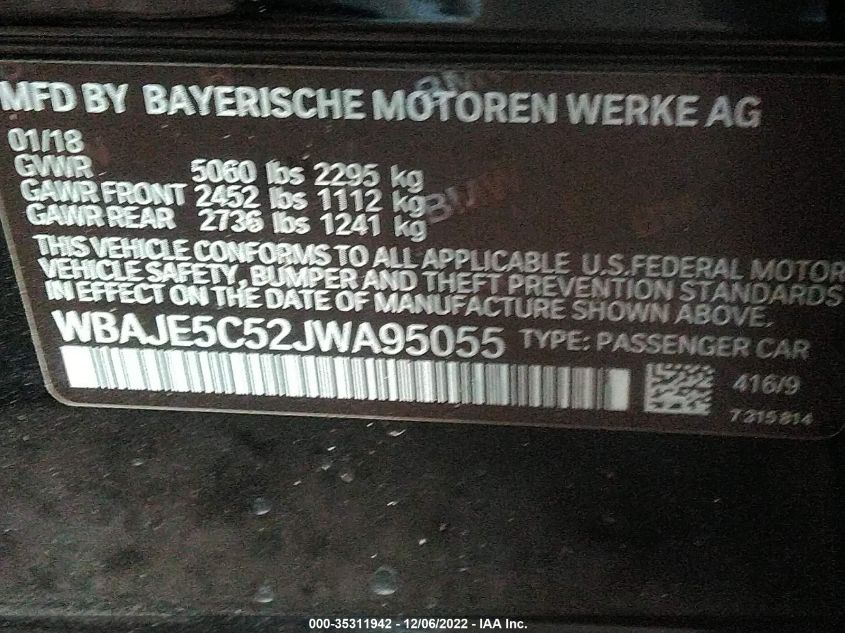 MFD BY BAYERISCHE MOTOREN WERKE AG
01/18
GVWR 5060 lbs 2295 kg
GAWR FRONT 2452 lbs 1112 kg
GAWR REAR 2736 lbs 1241 kg
THIS VEHICLE CONFORMS TO ALL APPLICABLE U.S.FEDERAL MOTOR
VEHICLE SAFETY, BUMPER AND THEFT PREVENTION STANDARDS
IN EFFECT ON THE DATE OF MANUFACTURE SHOWN ABOVE.
WBAJE5C52JWA95055 TYPE: PASSENGER CAR
416/9
7315814
000-35311942 - 12/06/2022 - IAA Inc.